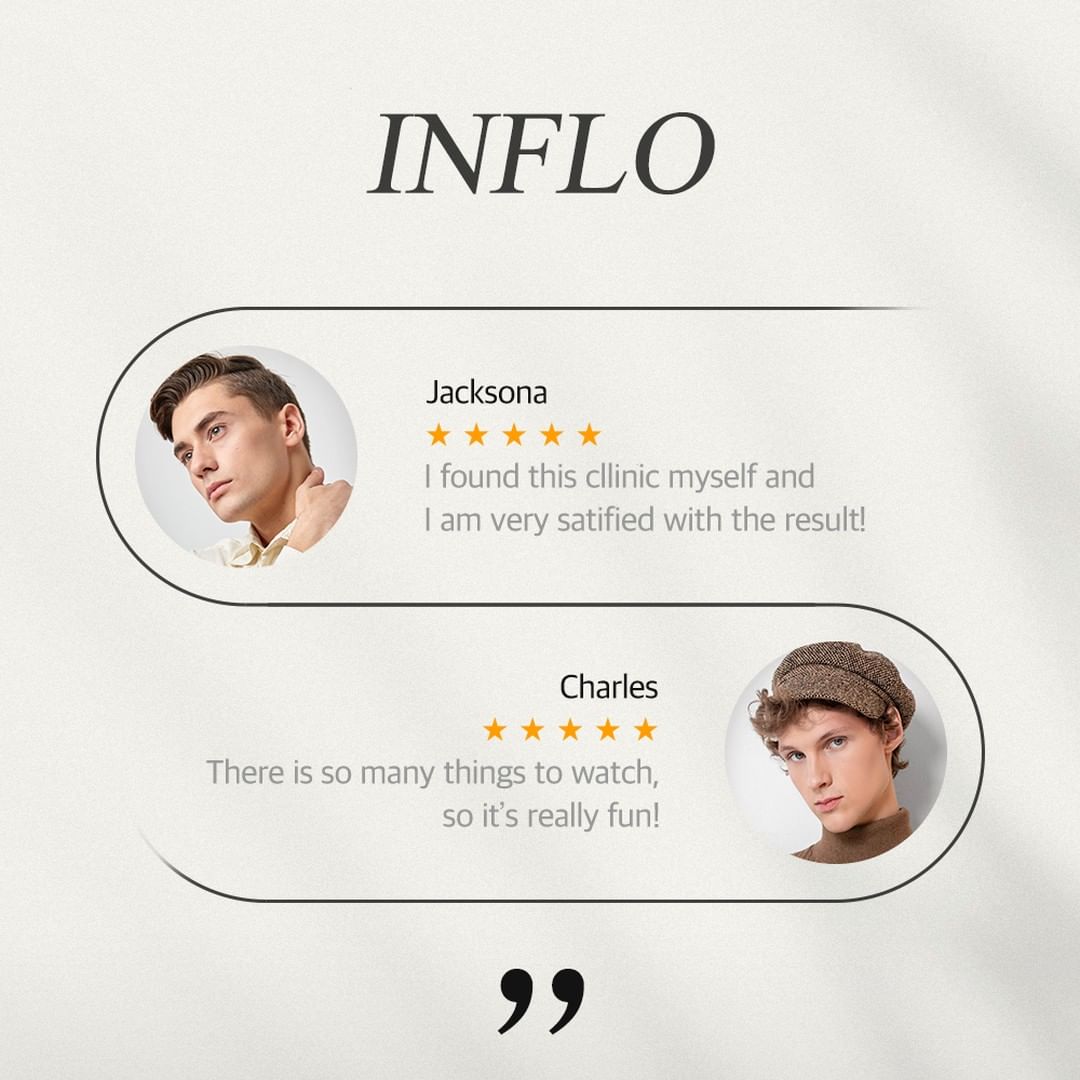 INFLO
Jacksona
I found this cllinic myself and
I am very satified with the result!
Charles
There is so many things to watch,
so it's really fun!
”